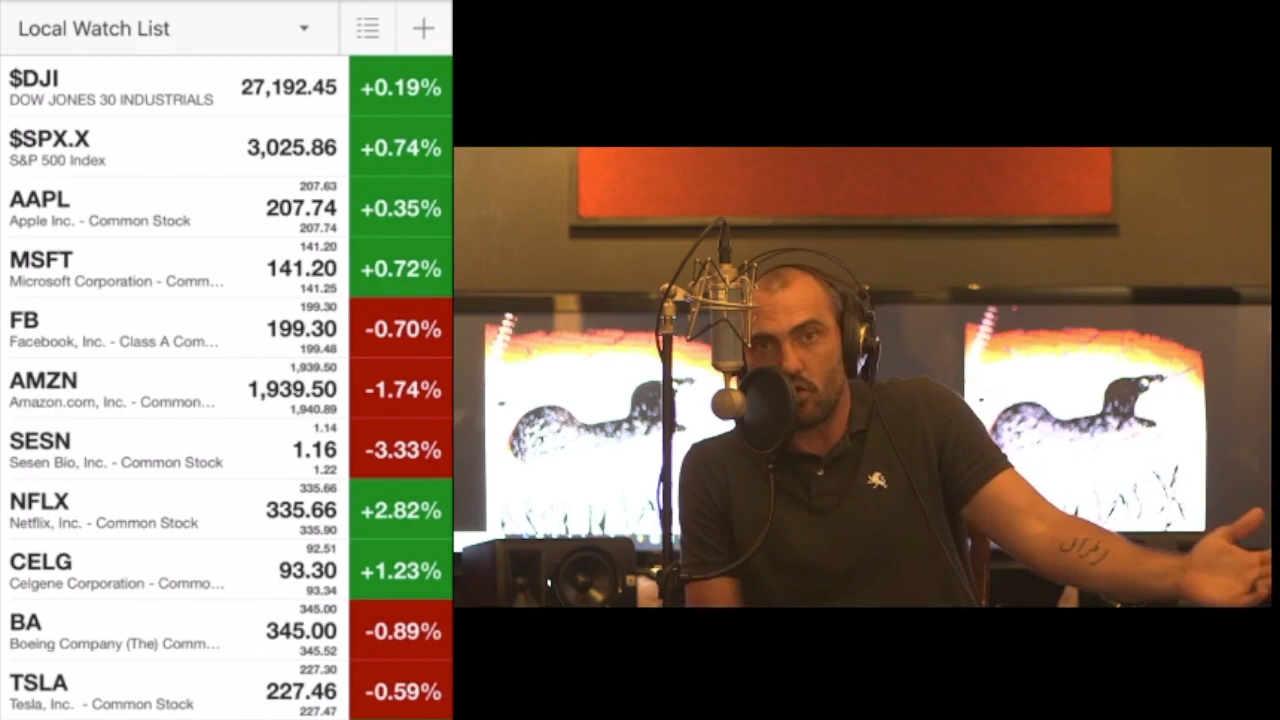 Local Watch List
$DJI
DOW JONES 30 INDUSTRIALS
27,192.45
+0.19%
$SPX.X
S&P 500 Index
3,025.86
+0.74%
AAPL
Apple Inc. - Common Stock
207.63
207.74
207.74
+0.35%
MSFT
Microsoft Corporation - Comm...
141.20
141.20
141.25
+0.72%
FB
Facebook, Inc. - Class A Com...
199.30
199.30
199.48
-0.70%
AMZN
Amazon.com, Inc. - Common...
1,939.50
1,939.50
1,940.89
-1.74%
SESN
Sesen Bio, Inc. - Common Stock
1.14
1.16
1.22
-3.33%
NFLX
Netflix, Inc. - Common Stock
335.66
335.66
335.90
+2.82%
CELG
Celgene Corporation - Commo...
92.51
93.30
93.34
+1.23%
BA
Boeing Company (The) Comm...
345.00
345.00
345.52
-0.89%
TSLA
Tesla, Inc. - Common Stock
227.30
227.46
227.47
-0.59%